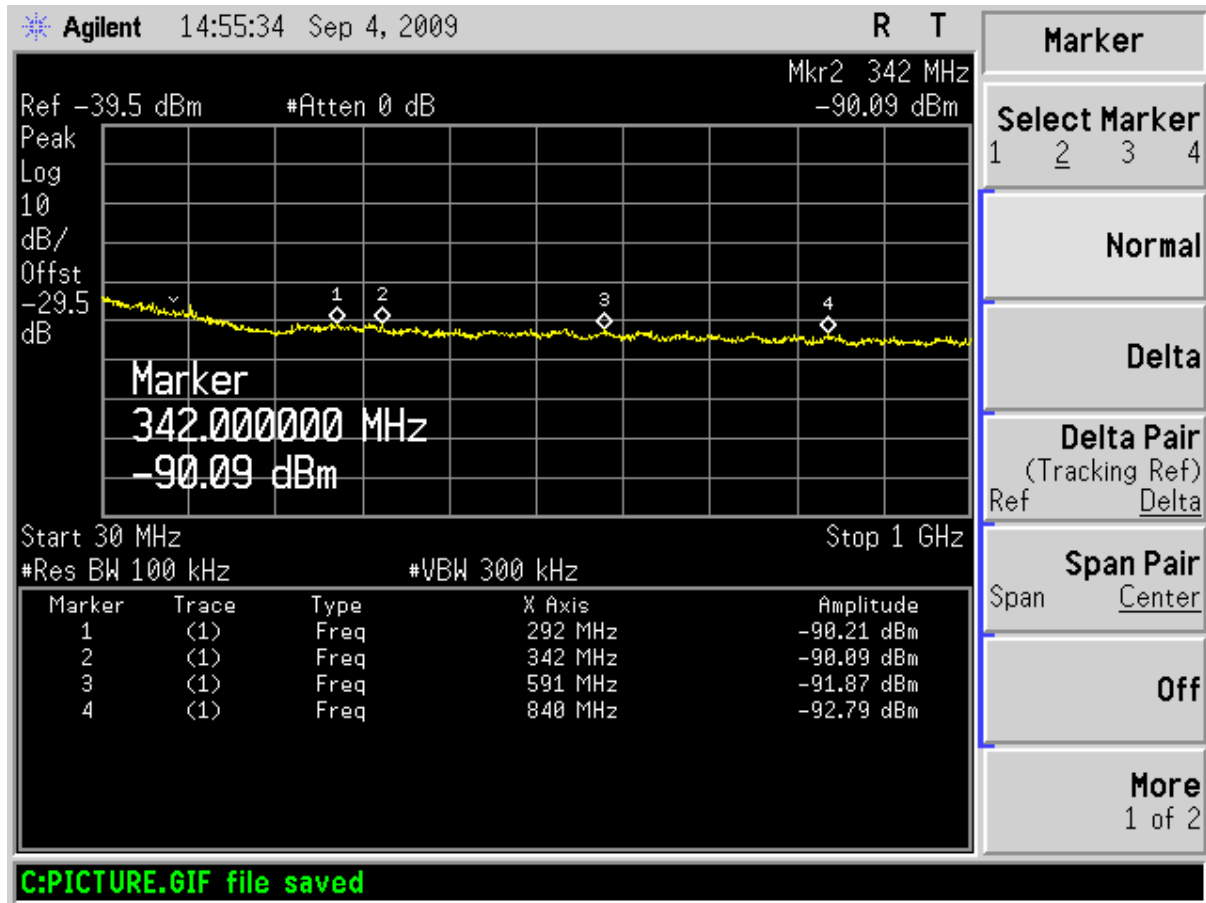 Agilent 14:55:34 Sep 4, 2009 R T
Mkr2 342 MHz
Ref -39.5 dBm #Atten 0 dB -90.09 dBm
Peak
Log
10
dB/
Offst
-29.5
dB
1 2 3 4
Marker
342.000000 MHz
-90.09 dBm
Start 30 MHz Stop 1 GHz
#Res BW 100 kHz #VBW 300 kHz
Marker Trace Type X Axis Amplitude
1 (1) Freq 292 MHz -90.21 dBm
2 (1) Freq 342 MHz -90.09 dBm
3 (1) Freq 591 MHz -91.87 dBm
4 (1) Freq 840 MHz -92.79 dBm
C:PICTURE.GIF file saved
Marker
Select Marker
1 2 3 4
Normal
Delta
Delta Pair
(Tracking Ref)
Ref Delta
Span Pair
Span Center
Off
More
1 of 2